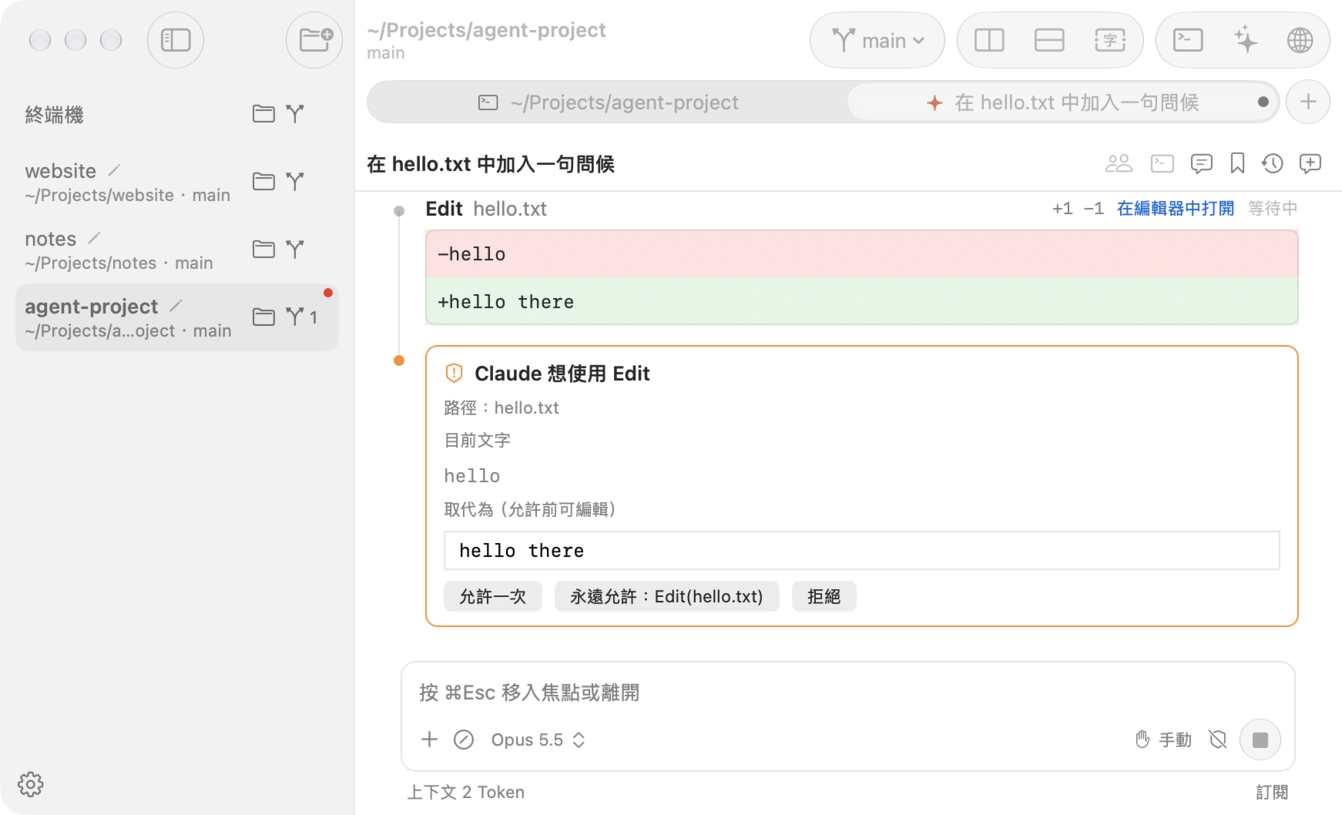 ~/Projects/agent-project
main
main
字
終端機
~/Projects/agent-project
在 hello.txt 中加入一句問候
website
~/Projects/website · main
notes
~/Projects/notes · main
agent-project
~/Projects/a...oject · main
1
在 hello.txt 中加入一句問候
Edit hello.txt
+1 −1 在編輯器中打開 等待中
−hello
+hello there
Claude 想使用 Edit
路徑：hello.txt
目前文字
hello
取代為（允許前可編輯）
hello there
允許一次
永遠允許：Edit(hello.txt)
拒絕
按 ⌘Esc 移入焦點或離開
Opus 5.5
手動
上下文 2 Token
訂閱